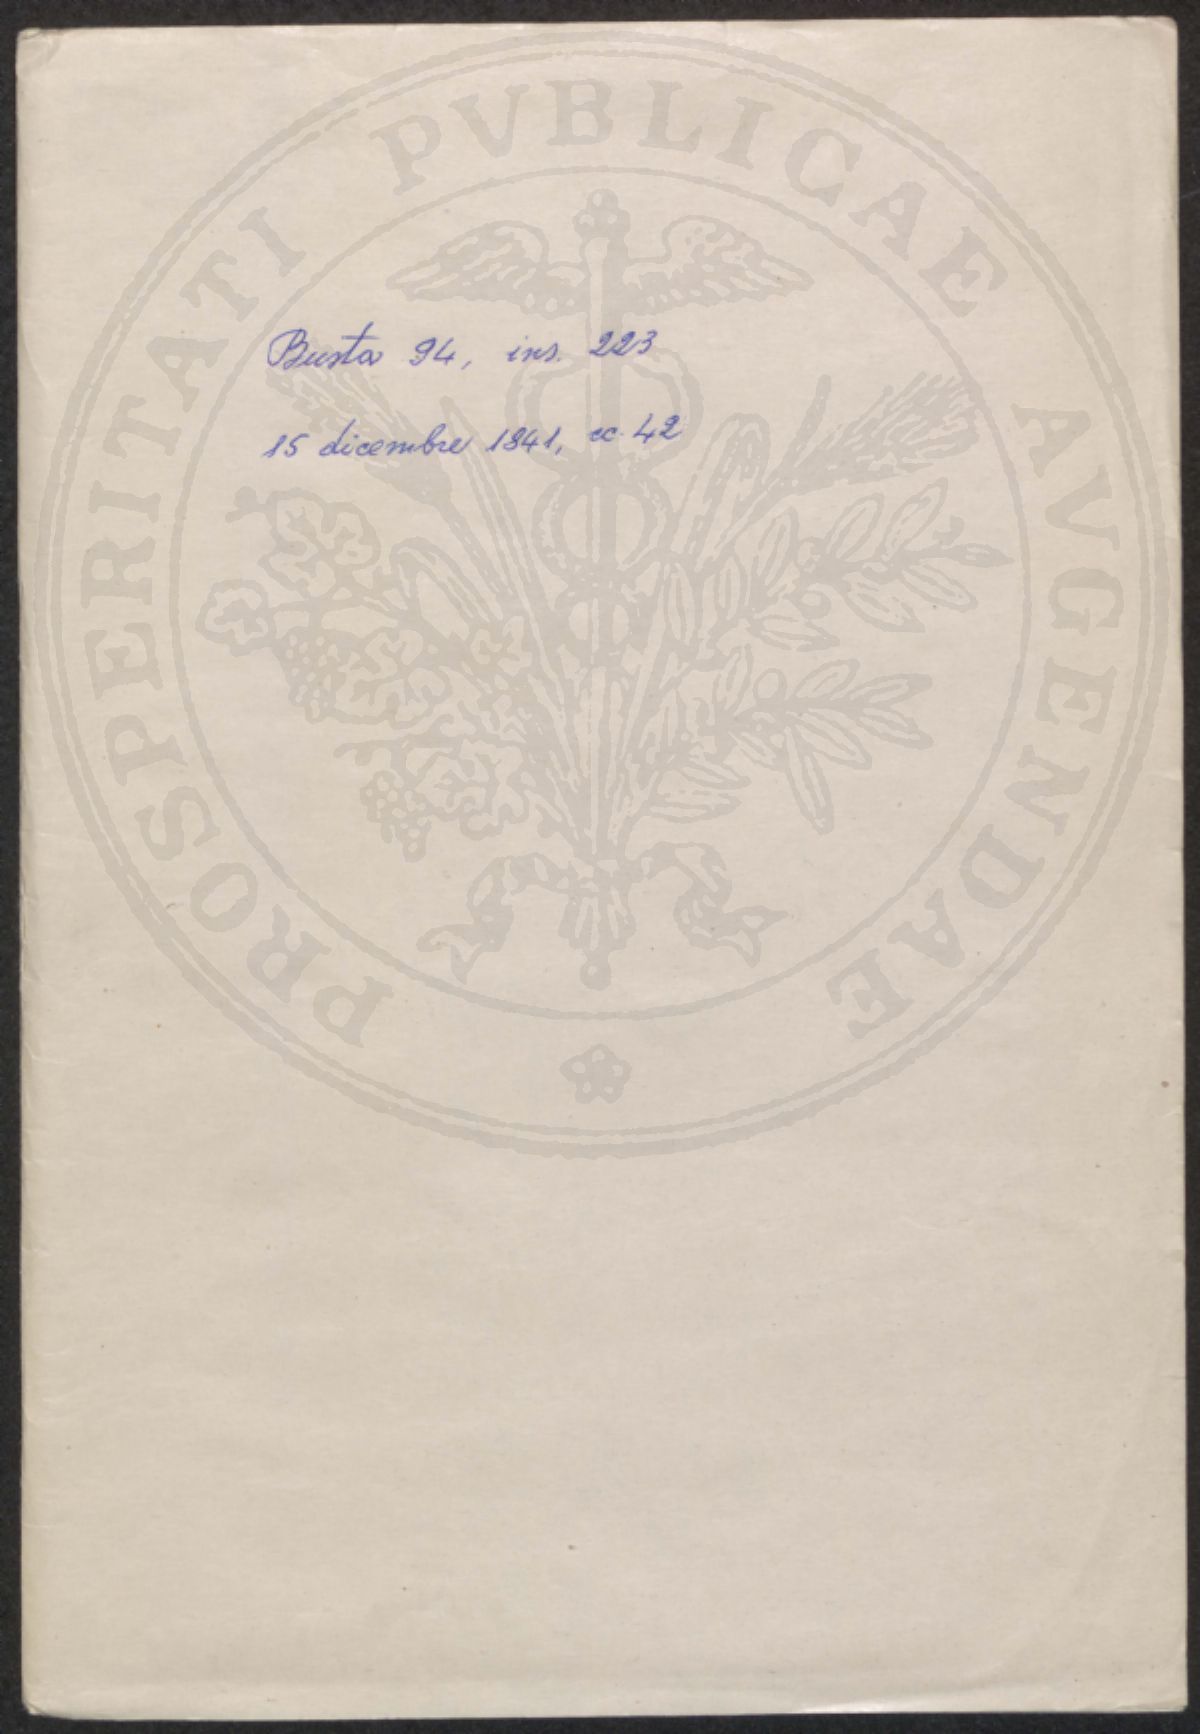 Busta 94, ins. 223
15 dicembre 1841, cc. 42
PROSPERITATI PVBLICAE AVGENDAE